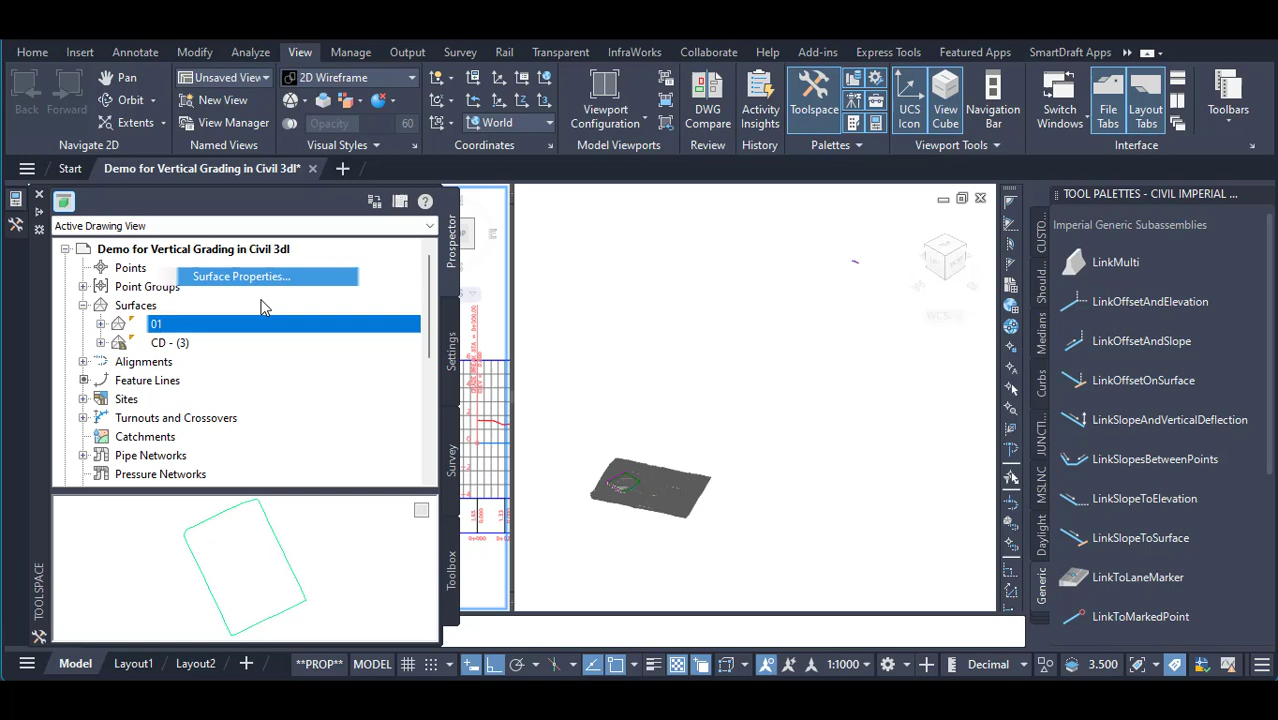 Home Insert Annotate Modify Analyze View Manage Output Survey Rail Transparent InfraWorks Collaborate Help Add-ins Express Tools Featured Apps SmartDraft Apps
Back
Forward
Pan
Orbit
Extents
Navigate 2D
Unsaved View
New View
View Manager
Named Views
2D Wireframe
Opacity 60
Visual Styles
World
Coordinates
Viewport
Configuration
Model Viewports
DWG
Compare
Review
Activity
Insights
History
Toolspace
Palettes
UCS
Icon
View
Cube
Navigation
Bar
Viewport Tools
Switch
Windows
File
Tabs
Layout
Tabs
Interface
Toolbars
Start
Demo for Vertical Grading in Civil 3dl*
Active Drawing View
Demo for Vertical Grading in Civil 3dl
Points
Surface Properties...
Point Groups
Surfaces
01
CD - (3)
Alignments
Feature Lines
Sites
Turnouts and Crossovers
Catchments
Pipe Networks
Pressure Networks
Prospector
Settings
Survey
Toolbox
TOOLSPACE
WCS
TOOL PALETTES - CIVIL IMPERIAL ...
Imperial Generic Subassemblies
LinkMulti
LinkOffsetAndElevation
LinkOffsetAndSlope
LinkOffsetOnSurface
LinkSlopeAndVerticalDeflection
LinkSlopesBetweenPoints
LinkSlopeToElevation
LinkSlopeToSurface
LinkToLaneMarker
LinkToMarkedPoint
CUSTO...
Should...
Medians
Curbs
JUNCTI...
MSLNC
Daylight
Generic
Model Layout1 Layout2 **PROP** MODEL 1:1000 Decimal 3.500